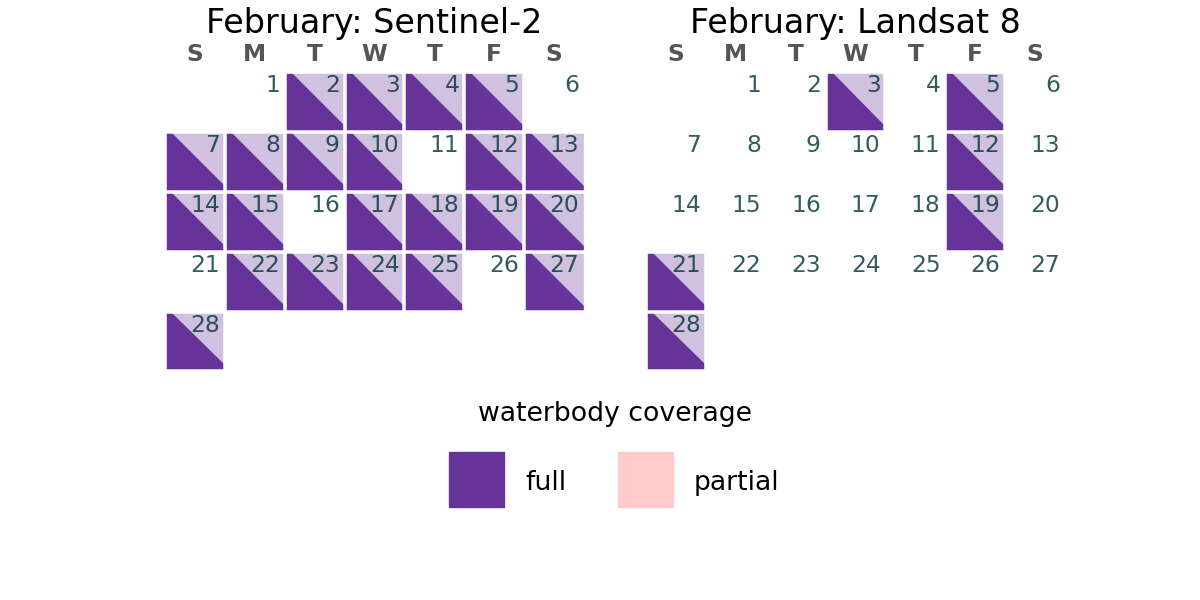 February: Sentinel-2
S M T W T F S
1 2 3 4 5 6
7 8 9 10 11 12 13
14 15 16 17 18 19 20
21 22 23 24 25 26 27
28
February: Landsat 8
S M T W T F S
1 2 3 4 5 6
7 8 9 10 11 12 13
14 15 16 17 18 19 20
21 22 23 24 25 26 27
28
waterbody coverage
full partial